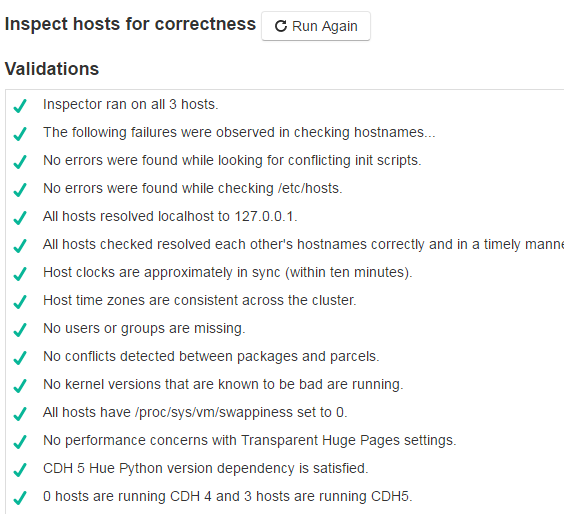 Inspect hosts for correctness Run Again
Validations
Inspector ran on all 3 hosts.
The following failures were observed in checking hostnames...
No errors were found while looking for conflicting init scripts.
No errors were found while checking /etc/hosts.
All hosts resolved localhost to 127.0.0.1.
All hosts checked resolved each other's hostnames correctly and in a timely manne
Host clocks are approximately in sync (within ten minutes).
Host time zones are consistent across the cluster.
No users or groups are missing.
No conflicts detected between packages and parcels.
No kernel versions that are known to be bad are running.
All hosts have /proc/sys/vm/swappiness set to 0.
No performance concerns with Transparent Huge Pages settings.
CDH 5 Hue Python version dependency is satisfied.
0 hosts are running CDH 4 and 3 hosts are running CDH5.